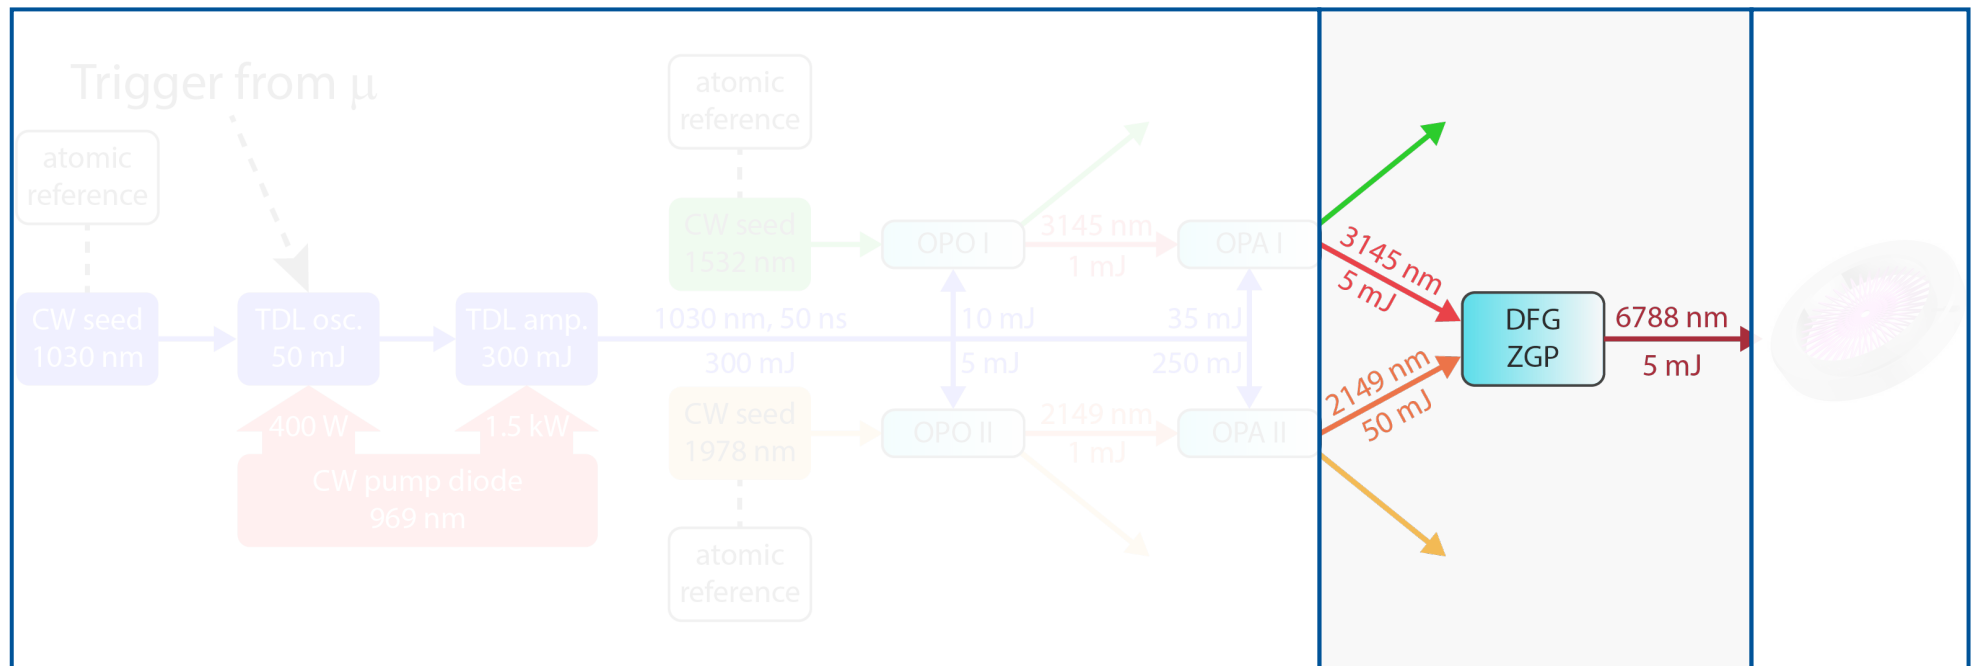 Trigger from μ
atomic
reference
CW seed
1030 nm
TDL osc.
50 mJ
TDL amp.
300 mJ
400 W
1.5 kW
CW pump diode
969 nm
atomic
reference
CW seed
1532 nm
1030 nm, 50 ns
300 mJ
CW seed
1978 nm
atomic
reference
OPO I
3145 nm
1 mJ
OPA I
10 mJ
5 mJ
35 mJ
250 mJ
OPO II
2149 nm
1 mJ
OPA II
3145 nm
5 mJ
2149 nm
50 mJ
DFG
ZGP
6788 nm
5 mJ